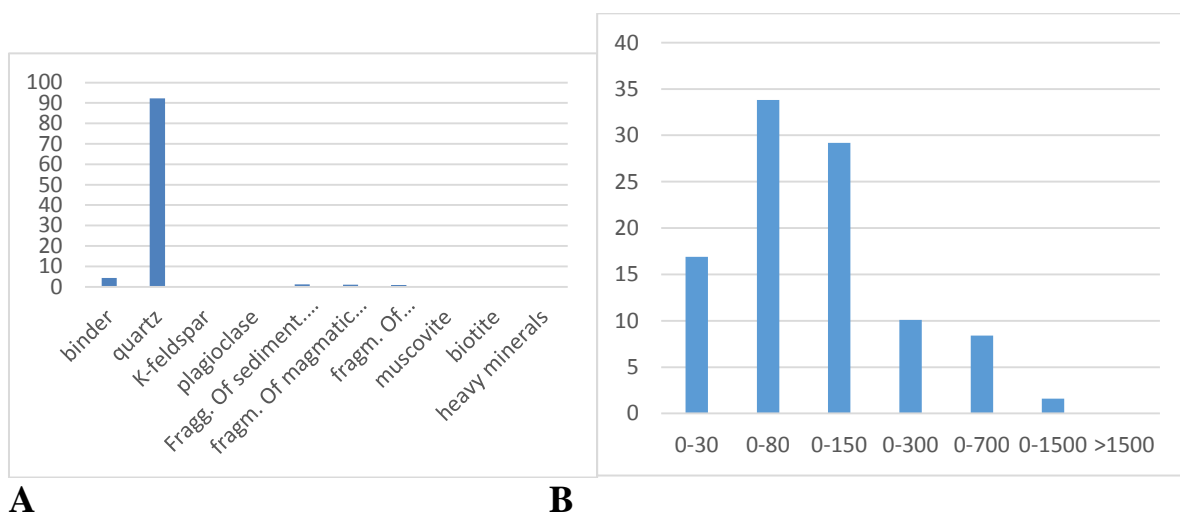 100
90
80
70
60
50
40
30
20
10
0
binder
quartz
K-feldspar
plagioclase
Fragg. Of sediment....
fragm. Of magmatic...
fragm. Of...
muscovite
biotite
heavy minerals
A
40
35
30
25
20
15
10
5
0
0-30 0-80 0-150 0-300 0-700 0-1500 >1500
B